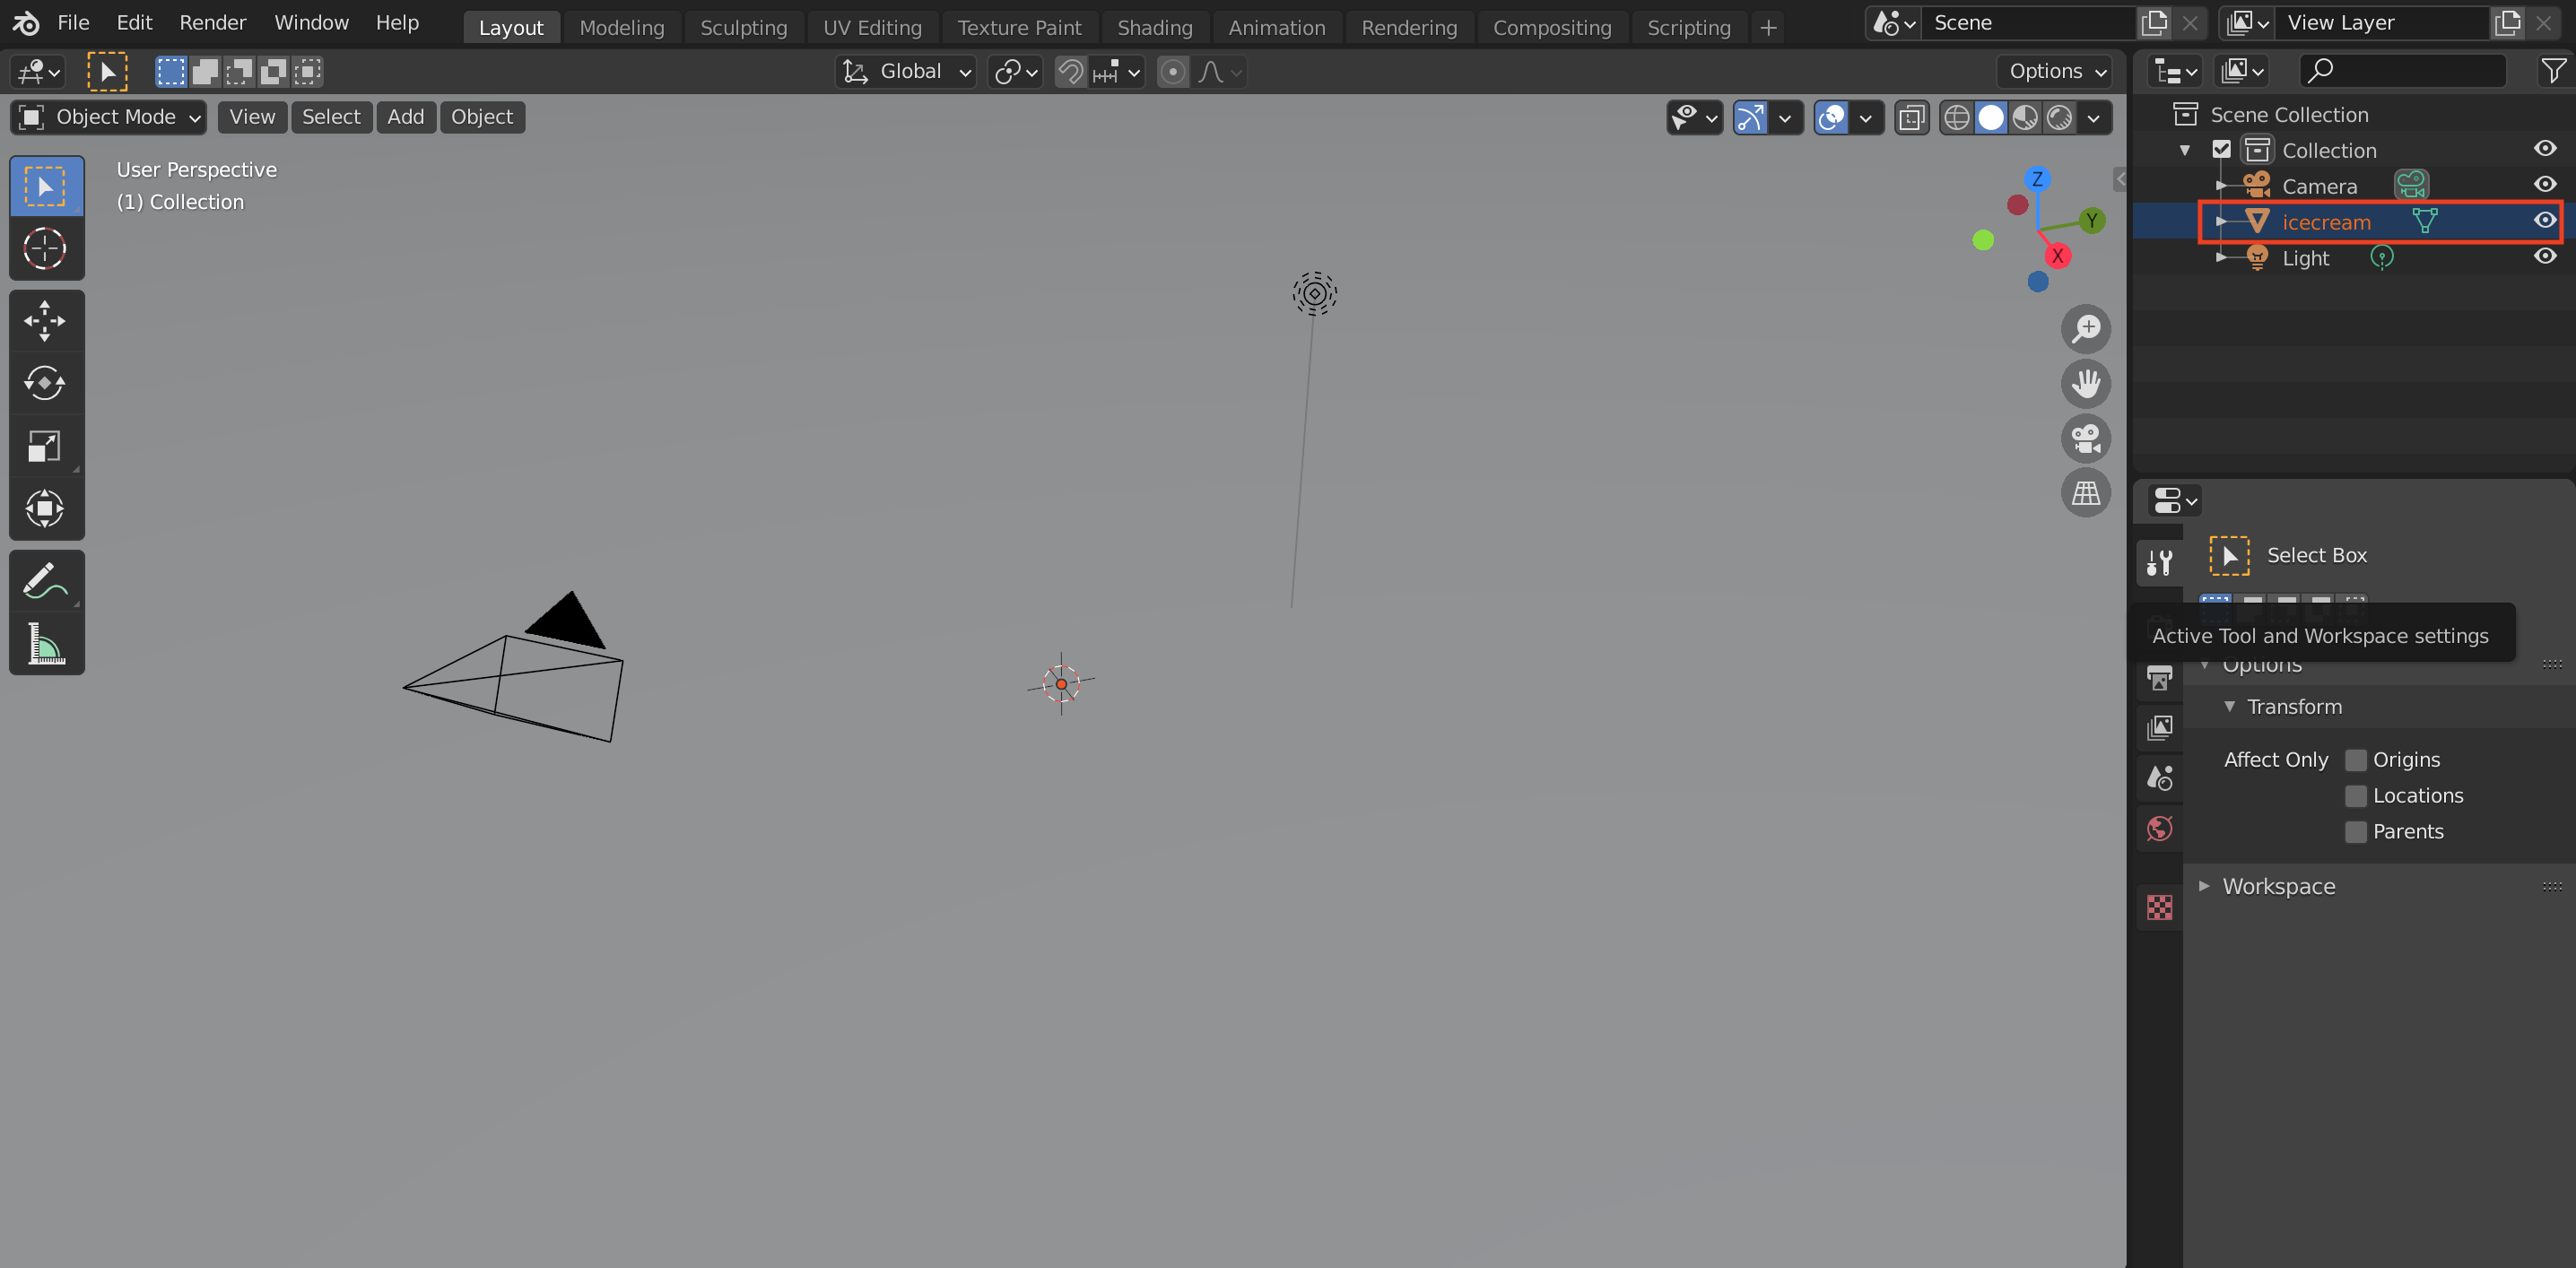 File Edit Render Window Help Layout Modeling Sculpting UV Editing Texture Paint Shading Animation Rendering Compositing Scripting + Scene View Layer
Global Options
Object Mode View Select Add Object
User Perspective
(1) Collection
Z
Y
X
Scene Collection
Collection
Camera
icecream
Light
Select Box
Active Tool and Workspace settings
Options
Transform
Affect Only Origins
Locations
Parents
Workspace